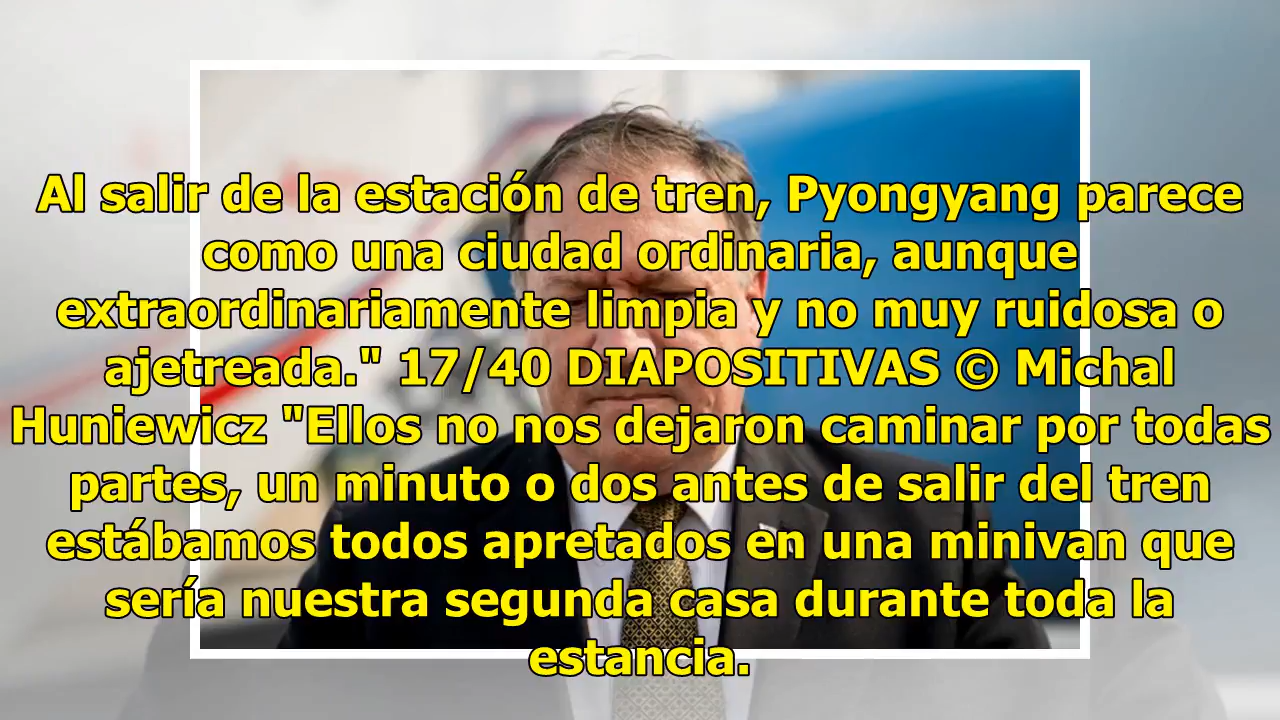 Al salir de la estación de tren, Pyongyang parece
como una ciudad ordinaria, aunque
extraordinariamente limpia y no muy ruidosa o
ajetreada." 17/40 DIAPOSITIVAS © Michal
Huniewicz "Ellos no nos dejaron caminar por todas
partes, un minuto o dos antes de salir del tren
estábamos todos apretados en una minivan que
sería nuestra segunda casa durante toda la
estancia.